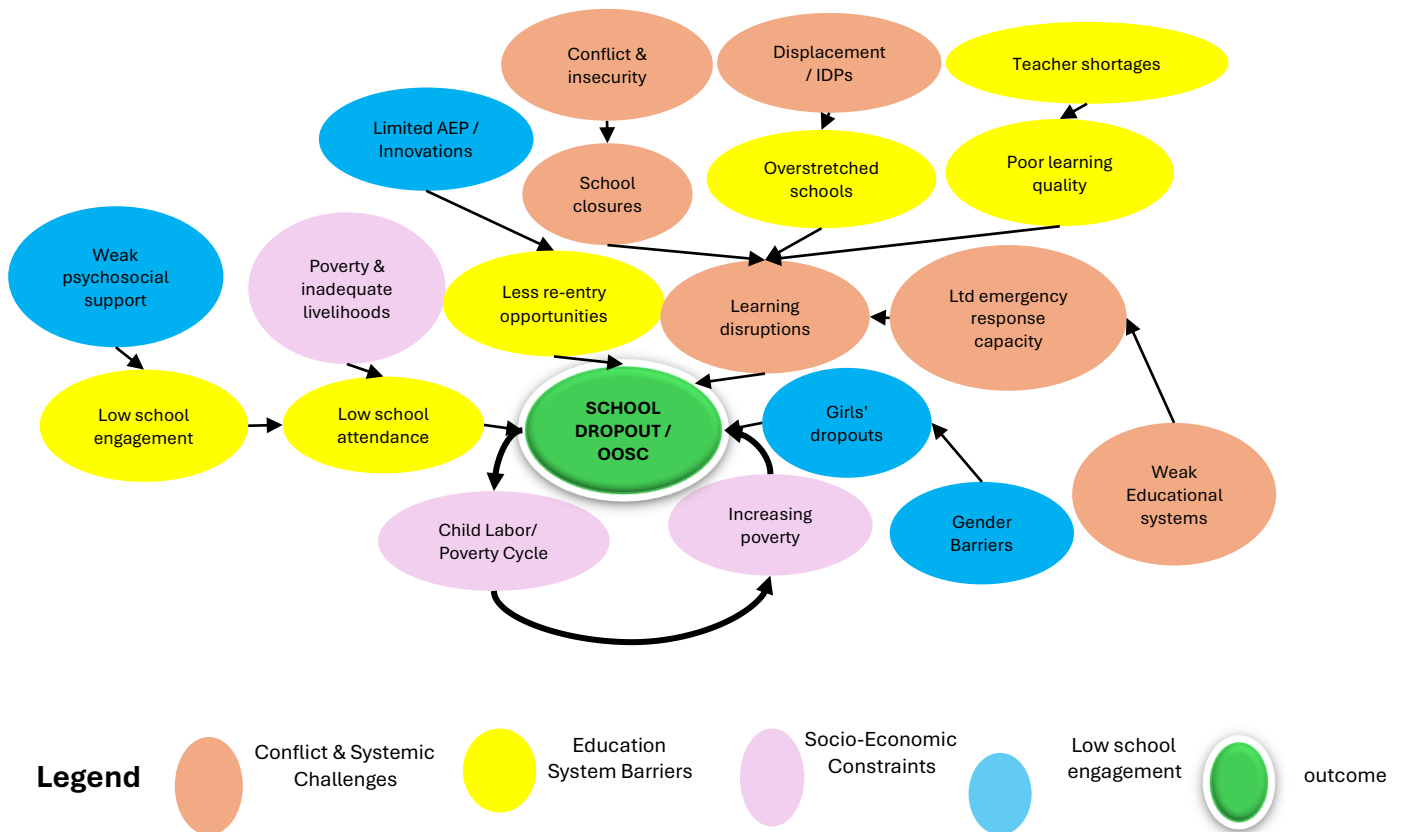 Conflict &
insecurity
Displacement
/ IDPs
Teacher shortages
Limited AEP /
Innovations
School
closures
Overstretched
schools
Poor learning
quality
Weak
psychosocial
support
Poverty &
inadequate
livelihoods
Less re-entry
opportunities
Learning
disruptions
Ltd emergency
response
capacity
Low school
engagement
Low school
attendance
SCHOOL
DROPOUT /
OOSC
Girls'
dropouts
Weak
Educational
systems
Child Labor/
Poverty Cycle
Increasing
poverty
Gender
Barriers
Legend
Conflict & Systemic
Challenges
Education
System Barriers
Socio-Economic
Constraints
Low school
engagement
outcome